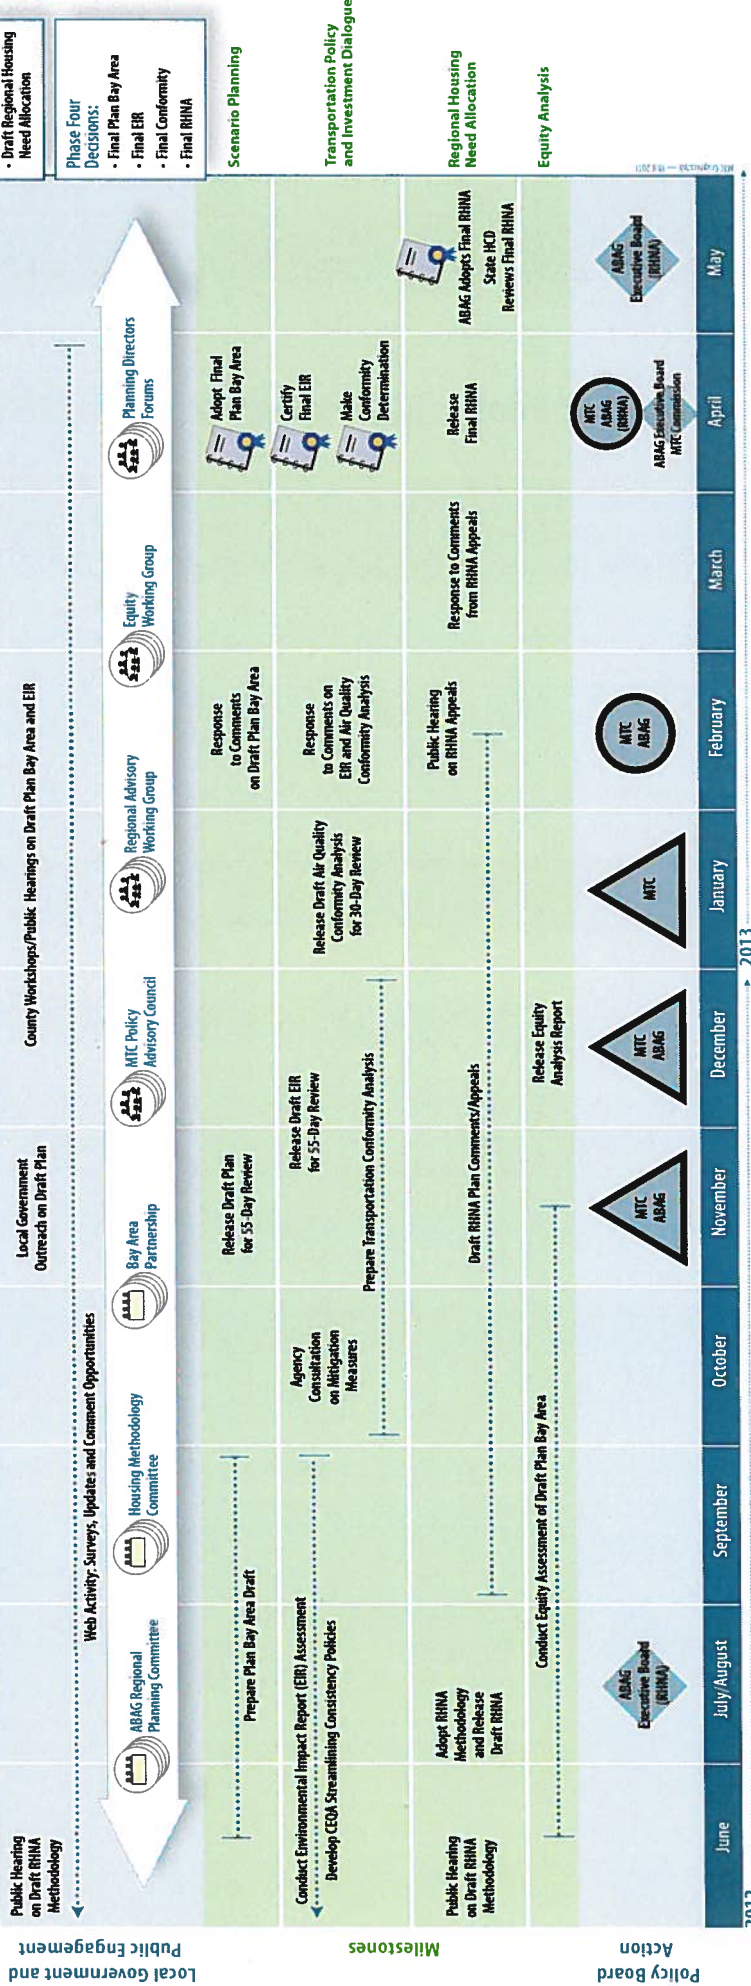 • Draft Regional Housing
Need Allocation
Phase Four
Decisions:
• Final Plan Bay Area
• Final EIR
• Final Conformity
• Final RHNA
Local Government and
Public Engagement
Public Hearing
on Draft RHNA
Methodology
Local Government
Outreach on Draft Plan
County Workshops/Public Hearings on Draft Plan Bay Area and EIR
Web Activity: Surveys, Updates and Comment Opportunities
ABAG Regional
Planning Committee
Housing Methodology
Committee
Bay Area
Partnership
MTC Policy
Advisory Council
Regional Advisory
Working Group
Equity
Working Group
Planning Directors
Forums
Milestones
Scenario Planning
Prepare Plan Bay Area Draft
Release Draft Plan
for 55-Day Review
Response
to Comments
on Draft Plan Bay Area
Adopt Final
Plan Bay Area
Transportation Policy
and Investment Dialogue
Conduct Environmental Impact Report (EIR) Assessment
Develop CEQA Streamlining Consistency Policies
Agency
Consultation
on Mitigation
Measures
Release Draft EIR
for 55-Day Review
Prepare Transportation Conformity Analysis
Release Draft Air Quality
Conformity Analysis
for 30-Day Review
Response
to Comments on
EIR and Air Quality
Conformity Analysis
Certify
Final EIR
Make
Conformity
Determination
Regional Housing
Need Allocation
Public Hearing
on Draft RHNA
Methodology
Adopt RHNA
Methodology
and Release
Draft RHNA
Draft RHNA Plan Comments/Appeals
Public Hearing
on RHNA Appeals
Response to Comments
from RHNA Appeals
Release
Final RHNA
ABAG Adopts Final RHNA
State HCD
Reviews Final RHNA
Equity Analysis
Conduct Equity Assessment of Draft Plan Bay Area
Release Equity
Analysis Report
Policy Board
Action
ABAG
Executive Board
(RHNA)
MTC
ABAG
MTC
ABAG
MTC
MTC
ABAG
MTC
ABAG
(RHNA)
ABAG Executive Board
MTC Commission
ABAG
Executive Board
(RHNA)
June
July/August
September
October
November
December
January
February
March
April
May
2012
2013